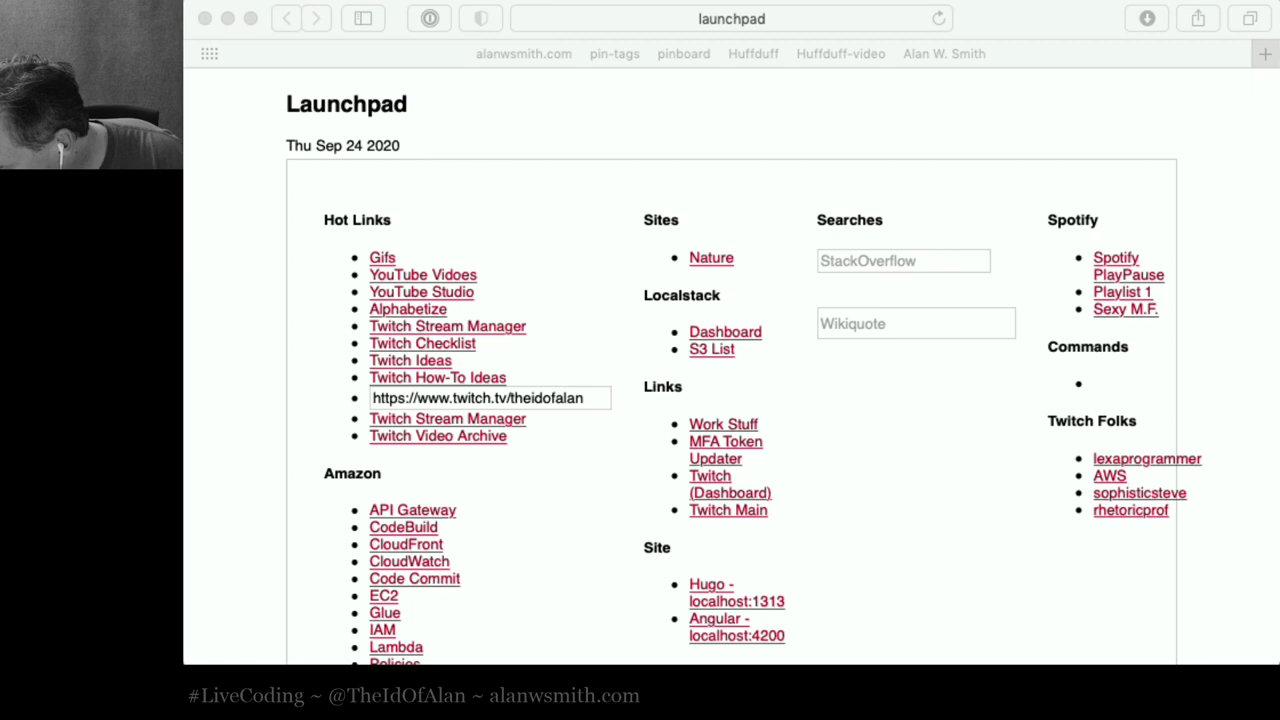 launchpad
alanwsmith.com pin-tags pinboard Huffduff Huffduff-video Alan W. Smith
Launchpad
Thu Sep 24 2020
Hot Links
Gifs
YouTube Vidoes
YouTube Studio
Alphabetize
Twitch Stream Manager
Twitch Checklist
Twitch Ideas
Twitch How-To Ideas
https://www.twitch.tv/theidofalan
Twitch Stream Manager
Twitch Video Archive
Amazon
API Gateway
CodeBuild
CloudFront
CloudWatch
Code Commit
EC2
Glue
IAM
Lambda
Policies
Sites
Nature
Localstack
Dashboard
S3 List
Links
Work Stuff
MFA Token
Updater
Twitch
(Dashboard)
Twitch Main
Site
Hugo -
localhost:1313
Angular -
localhost:4200
Searches
StackOverflow
Wikiquote
Spotify
Spotify
PlayPause
Playlist 1
Sexy M.F.
Commands
Twitch Folks
lexaprogrammer
AWS
sophisticsteve
rhetoricprof
#LiveCoding ~ @TheIdOfAlan ~ alanwsmith.com